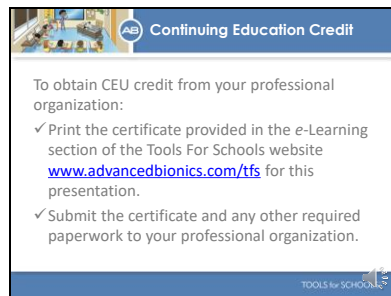 AB Continuing Education Credit
To obtain CEU credit from your professional
organization:
✓Print the certificate provided in the e-Learning
section of the Tools For Schools website
www.advancedbionics.com/tfs for this
presentation.
✓Submit the certificate and any other required
paperwork to your professional organization.
TOOLS for SCHOOLS